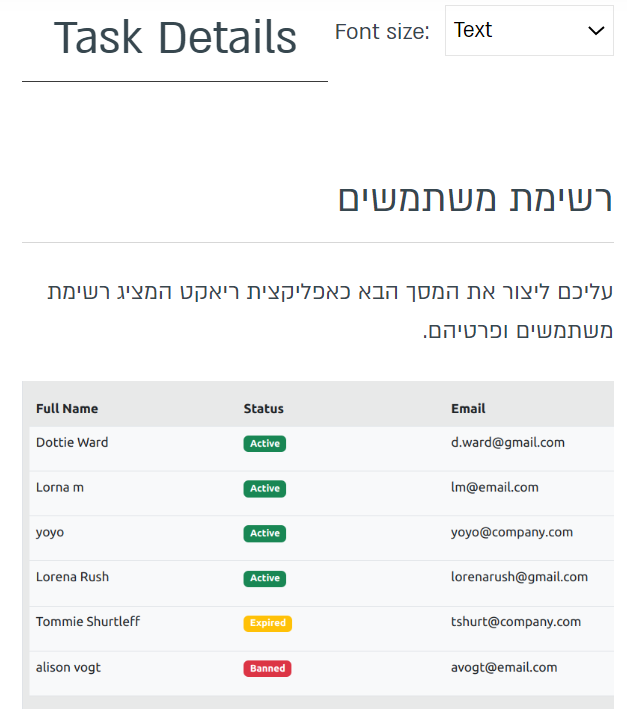 Task Details
Font size: Text
רשימת משתמשים
עליכם ליצור את המסך הבא כאפליקצית ריאקט המציג רשימת
משתמשים ופרטיהם.
Full Name Status Email
Dottie Ward Active d.ward@gmail.com
Lorna m Active lm@email.com
yoyo Active yoyo@company.com
Lorena Rush Active lorenarush@gmail.com
Tommie Shurtleff Expired tshurt@company.com
alison vogt Banned avogt@email.com